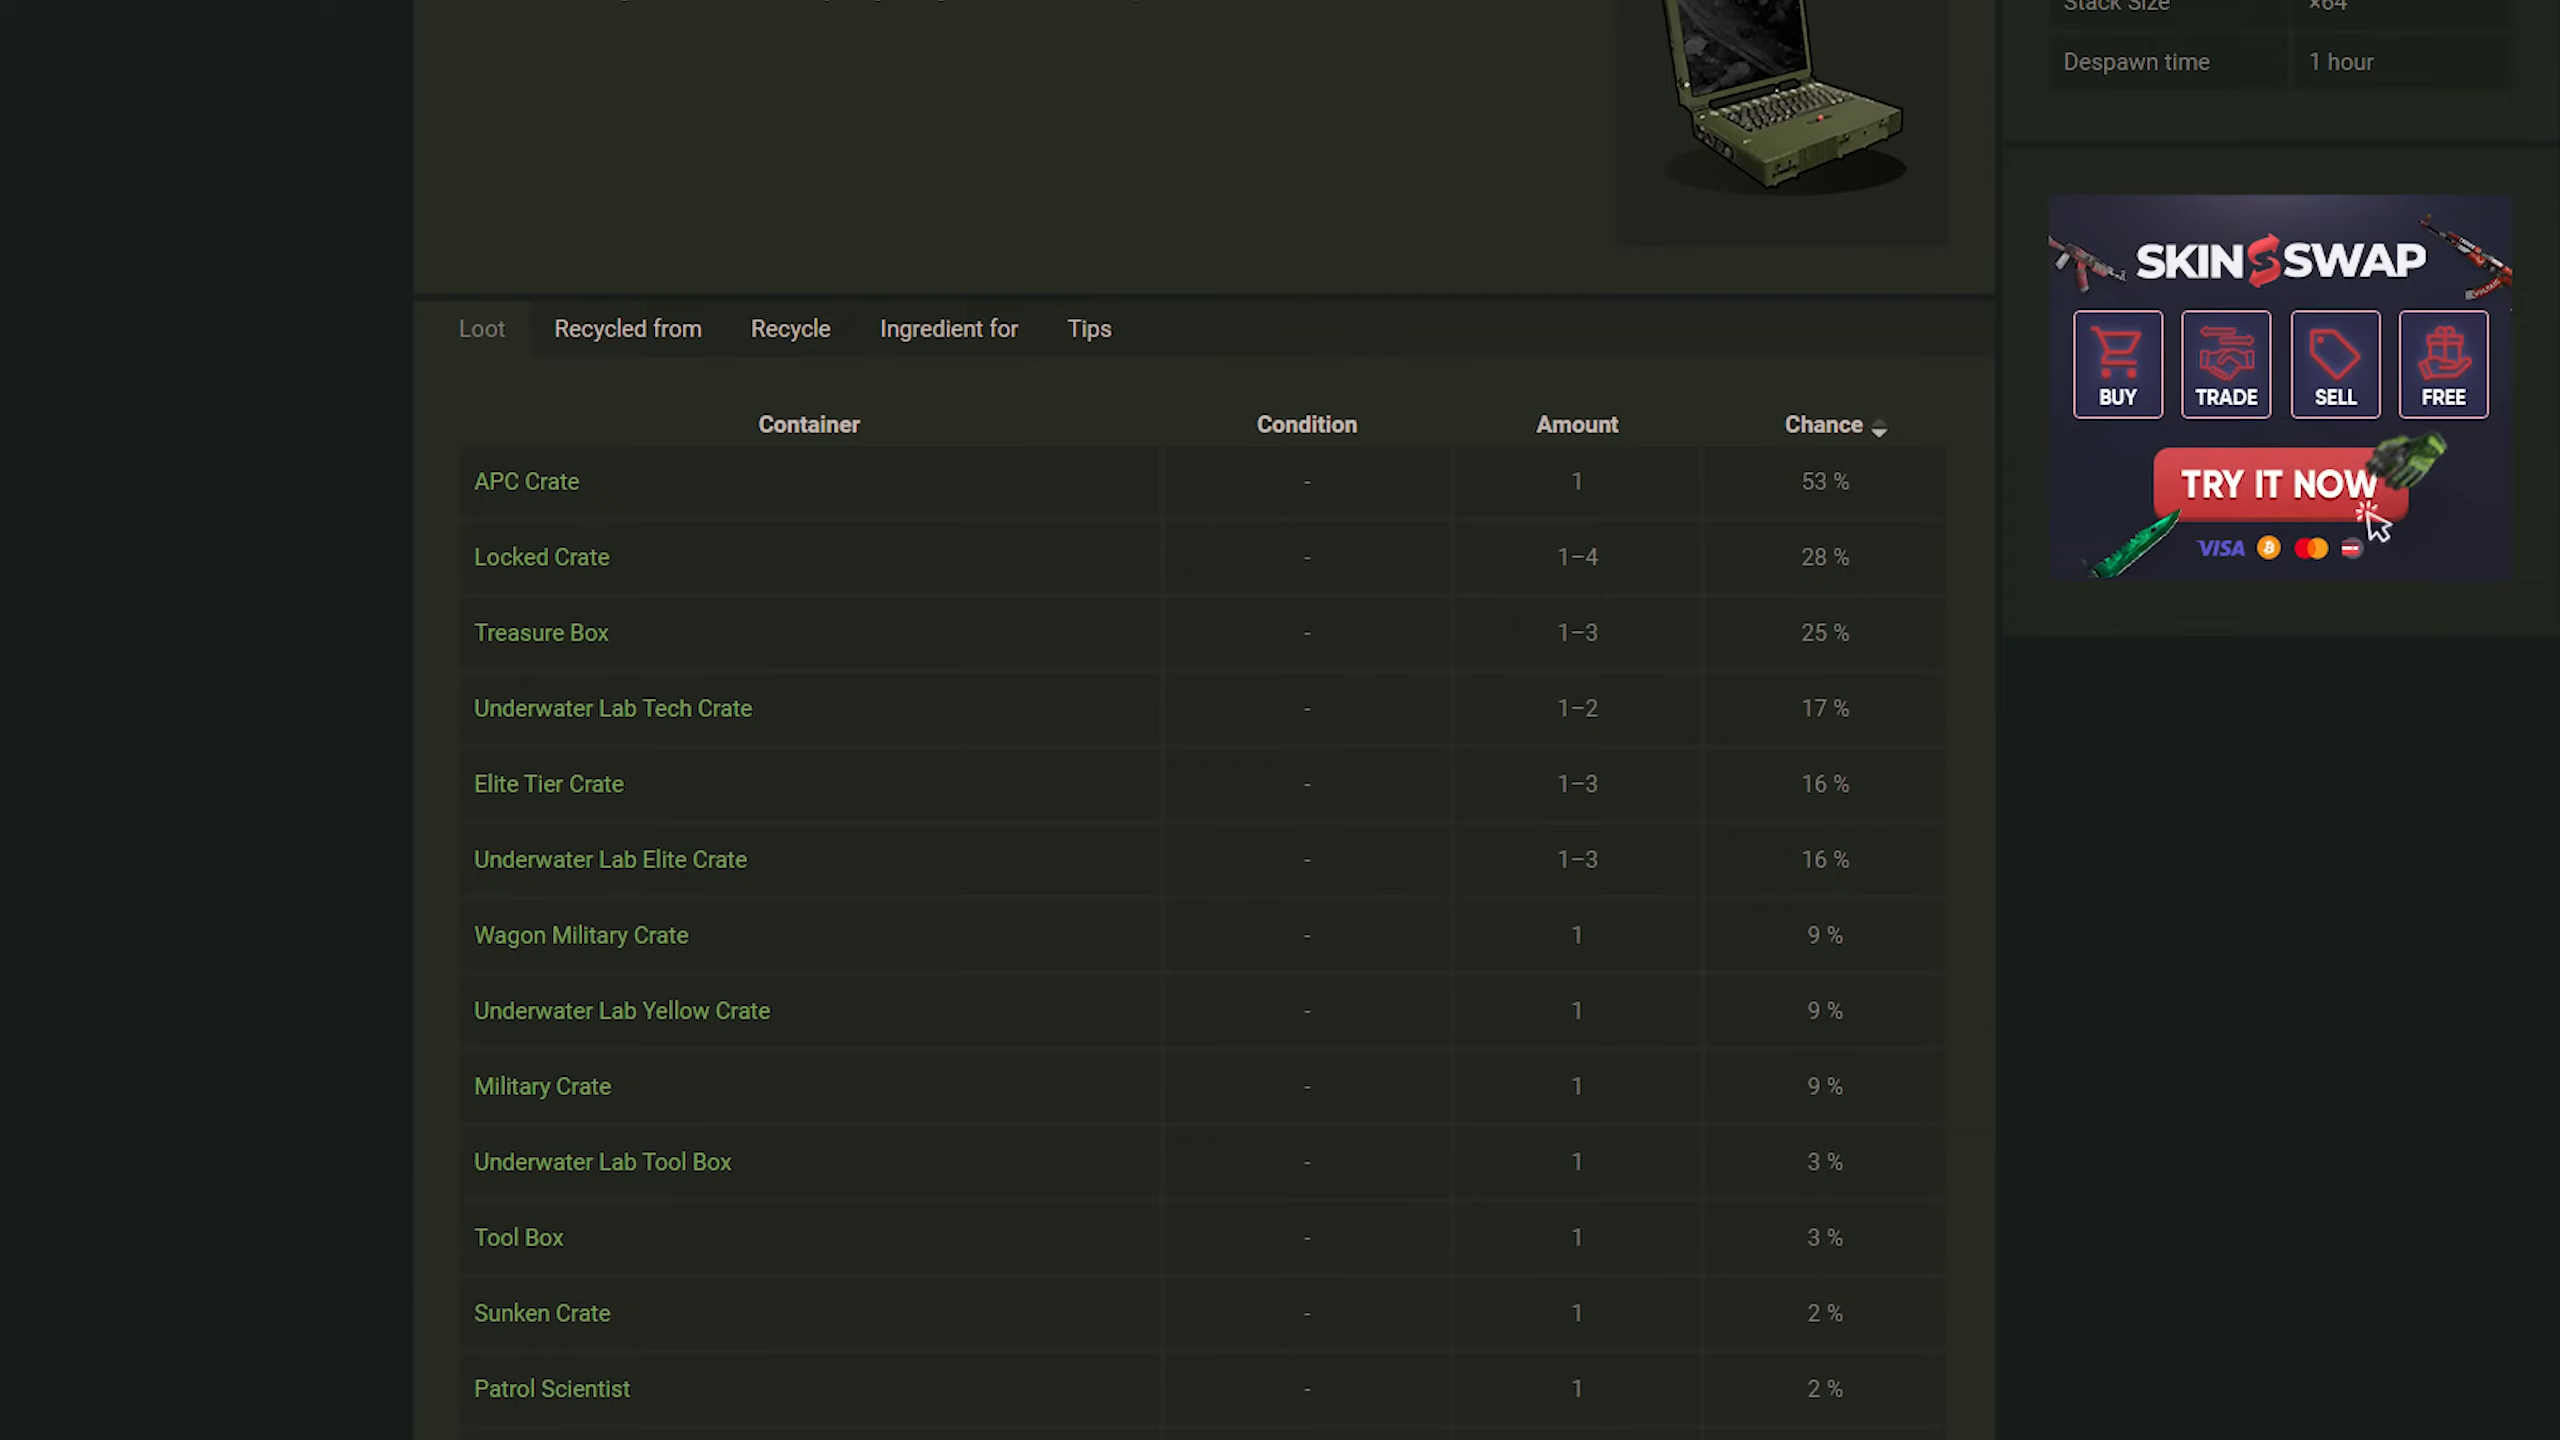 Stack Size ×64
Despawn time 1 hour
SKIN SWAP
BUY TRADE SELL FREE
TRY IT NOW
VISA
Loot Recycled from Recycle Ingredient for Tips
Container Condition Amount Chance
APC Crate - 1 53 %
Locked Crate - 1–4 28 %
Treasure Box - 1–3 25 %
Underwater Lab Tech Crate - 1–2 17 %
Elite Tier Crate - 1–3 16 %
Underwater Lab Elite Crate - 1–3 16 %
Wagon Military Crate - 1 9 %
Underwater Lab Yellow Crate - 1 9 %
Military Crate - 1 9 %
Underwater Lab Tool Box - 1 3 %
Tool Box - 1 3 %
Sunken Crate - 1 2 %
Patrol Scientist - 1 2 %